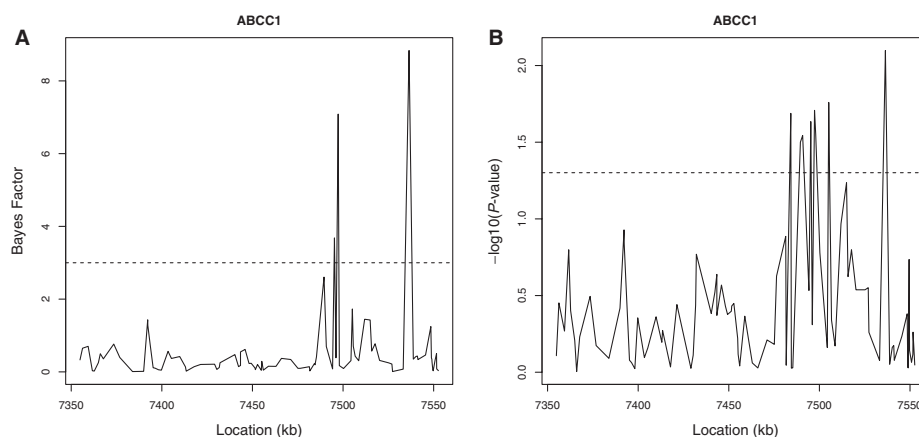 A
ABCC1
Bayes Factor
8
6
4
2
0
7350 7400 7450 7500 7550
Location (kb)
B
ABCC1
−log10(P-value)
2.0
1.5
1.0
0.5
0.0
7350 7400 7450 7500 7550
Location (kb)